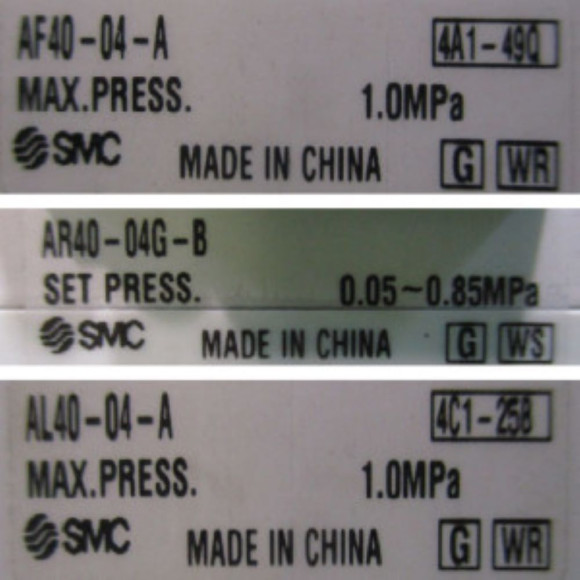 AF40-04-A 4A1-49Q
MAX.PRESS. 1.0MPa
SMC MADE IN CHINA G WR
AR40-04G-B
SET PRESS. 0.05~0.85MPa
SMC MADE IN CHINA G WS
AL40-04-A 4C1-258
MAX.PRESS. 1.0MPa
SMC MADE IN CHINA G WR